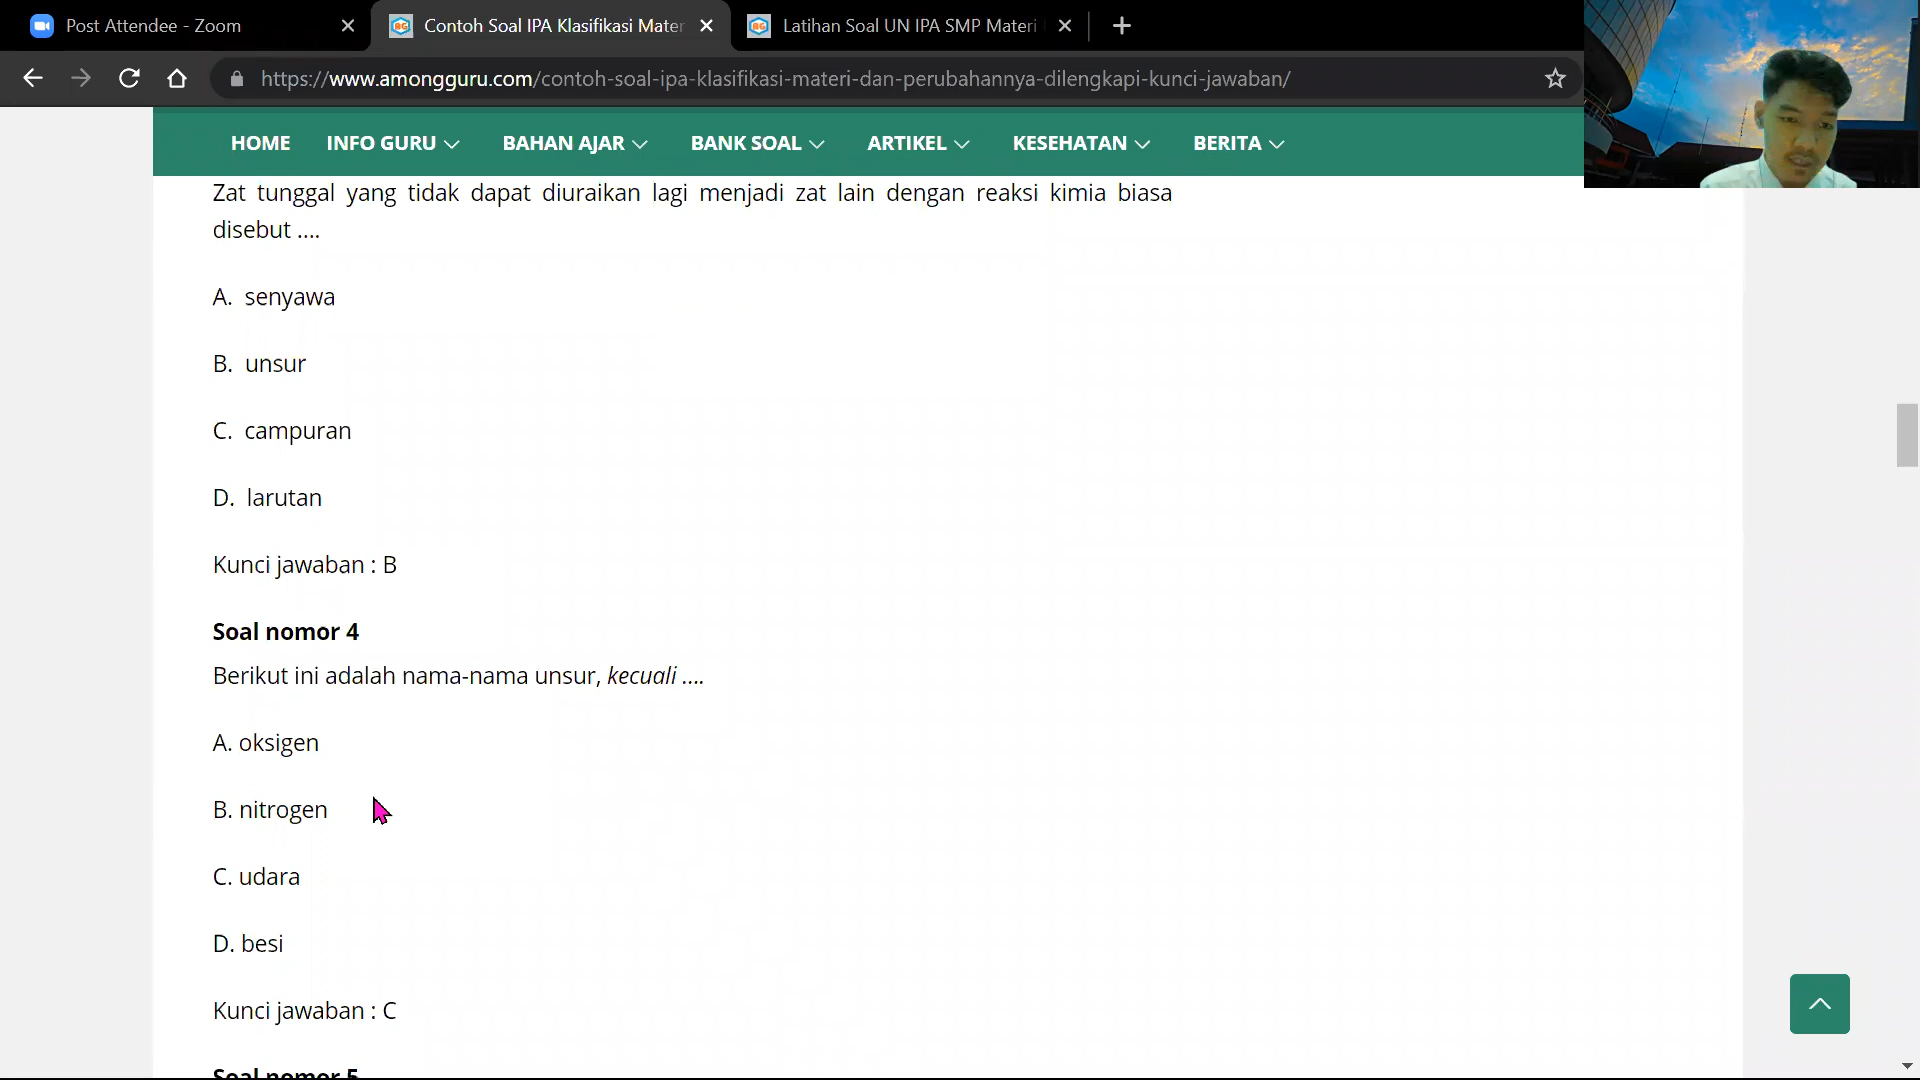 Post Attendee - Zoom
Contoh Soal IPA Klasifikasi Mater
Latihan Soal UN IPA SMP Materi
https://www.amongguru.com/contoh-soal-ipa-klasifikasi-materi-dan-perubahannya-dilengkapi-kunci-jawaban/
HOME INFO GURU BAHAN AJAR BANK SOAL ARTIKEL KESEHATAN BERITA
Zat tunggal yang tidak dapat diuraikan lagi menjadi zat lain dengan reaksi kimia biasa
disebut ....
A. senyawa
B. unsur
C. campuran
D. larutan
Kunci jawaban : B
Soal nomor 4
Berikut ini adalah nama-nama unsur, kecuali ....
A. oksigen
B. nitrogen
C. udara
D. besi
Kunci jawaban : C
Soal nomor 5